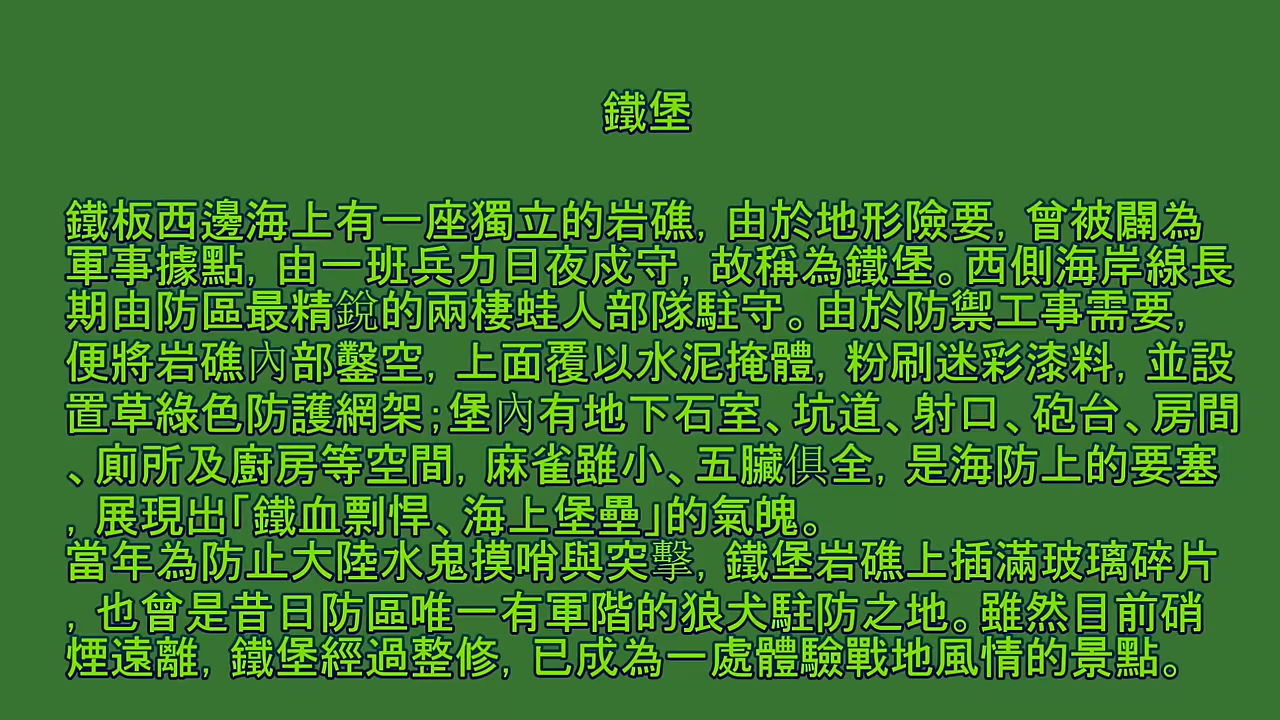 鐵堡
鐵板西邊海上有一座獨立的岩礁, 由於地形險要, 曾被闢為
軍事據點, 由一班兵力日夜戍守, 故稱為鐵堡。西側海岸線長
期由防區最精銳的兩棲蛙人部隊駐守。由於防禦工事需要,
便將岩礁內部鑿空, 上面覆以水泥掩體, 粉刷迷彩漆料, 並設
置草綠色防護網架;堡內有地下石室、坑道、射口、砲台、房間
、廁所及廚房等空間, 麻雀雖小、五臟俱全, 是海防上的要塞
, 展現出「鐵血剽悍、海上堡壘」的氣魄。
當年為防止大陸水鬼摸哨與突擊, 鐵堡岩礁上插滿玻璃碎片
, 也曾是昔日防區唯一有軍階的狼犬駐防之地。雖然目前硝
煙遠離, 鐵堡經過整修, 已成為一處體驗戰地風情的景點。